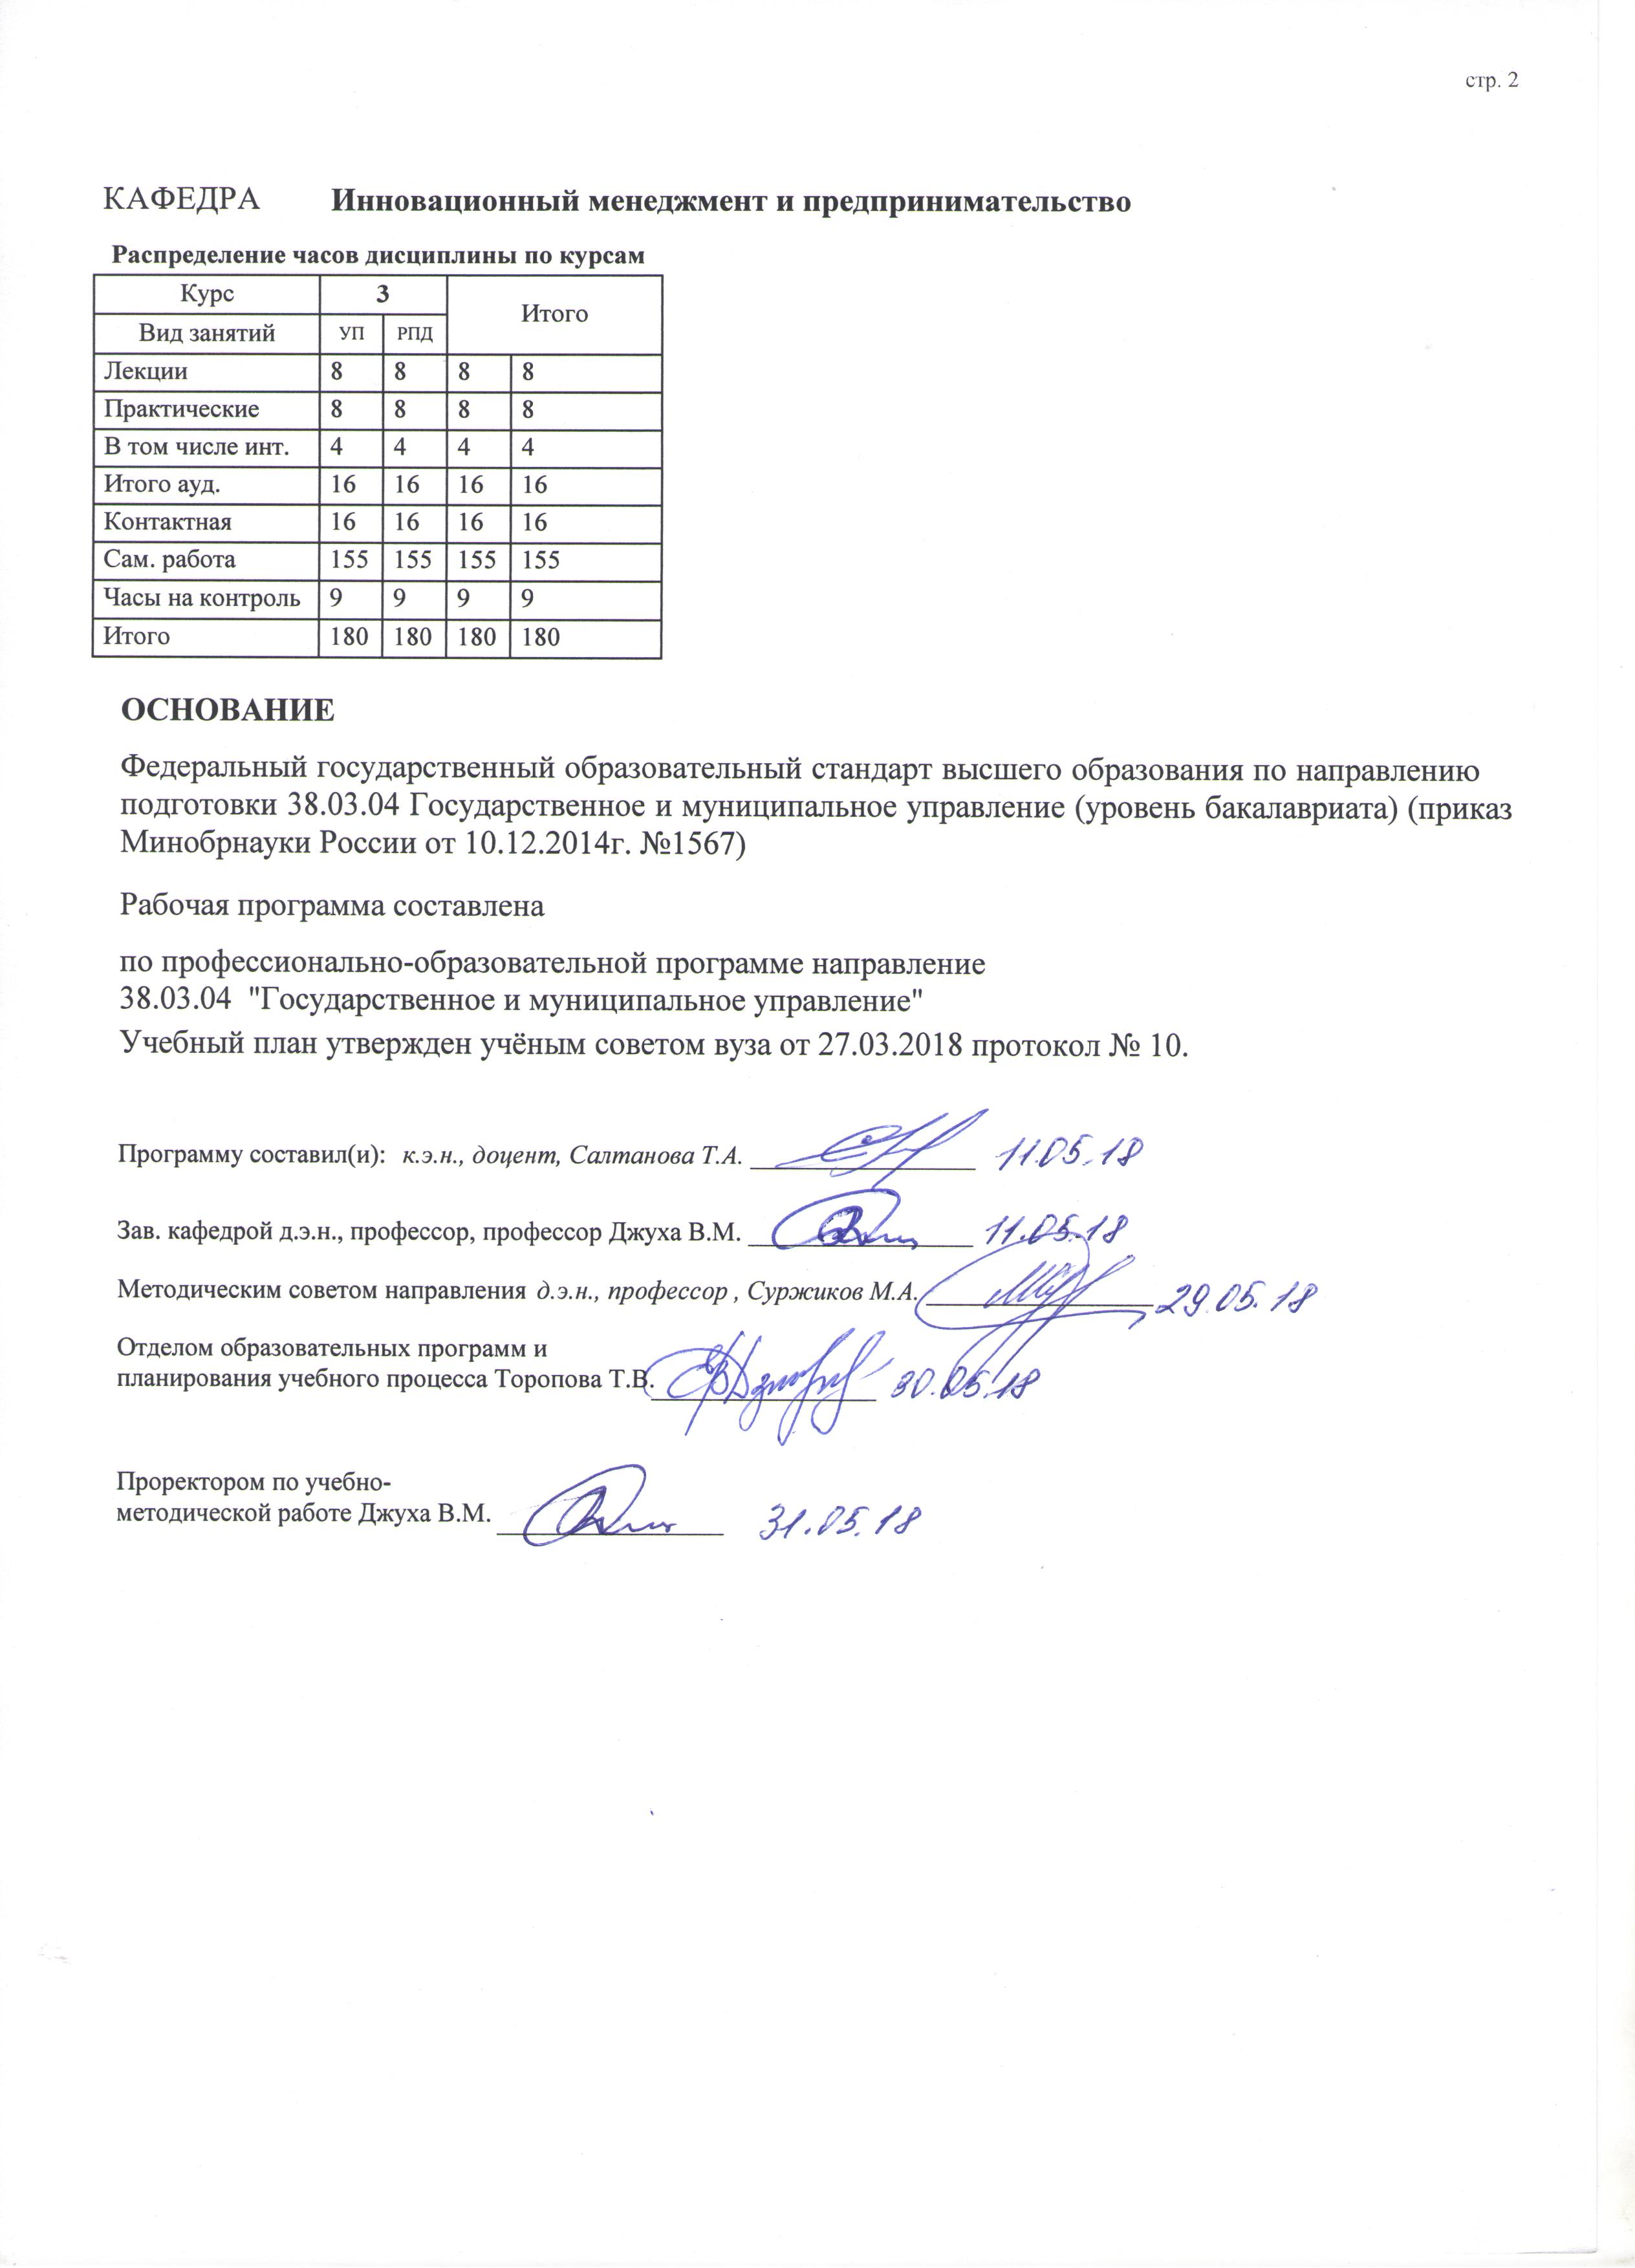 стр. 2
КАФЕДРА Инновационный менеджмент и предпринимательство
Распределение часов дисциплины по курсам
Курс 3 Итого
Вид занятий УП РПД
Лекции 8 8 8 8
Практические 8 8 8 8
В том числе инт. 4 4 4 4
Итого ауд. 16 16 16 16
Контактная 16 16 16 16
Сам. работа 155 155 155 155
Часы на контроль 9 9 9 9
Итого 180 180 180 180
ОСНОВАНИЕ
Федеральный государственный образовательный стандарт высшего образования по направлению
подготовки 38.03.04 Государственное и муниципальное управление (уровень бакалавриата) (приказ
Минобрнауки России от 10.12.2014г. №1567)
Рабочая программа составлена
по профессионально-образовательной программе направление
38.03.04 "Государственное и муниципальное управление"
Учебный план утвержден учёным советом вуза от 27.03.2018 протокол № 10.
Программу составил(и): к.э.н., доцент, Салтанова Т.А. 11.05.18
Зав. кафедрой д.э.н., профессор, профессор Джуха В.М. 11.05.18
Методическим советом направления д.э.н., профессор , Суржиков М.А. 29.05.18
Отделом образовательных программ и
планирования учебного процесса Торопова Т.В. 30.05.18
Проректором по учебно-
методической работе Джуха В.М. 31.05.18